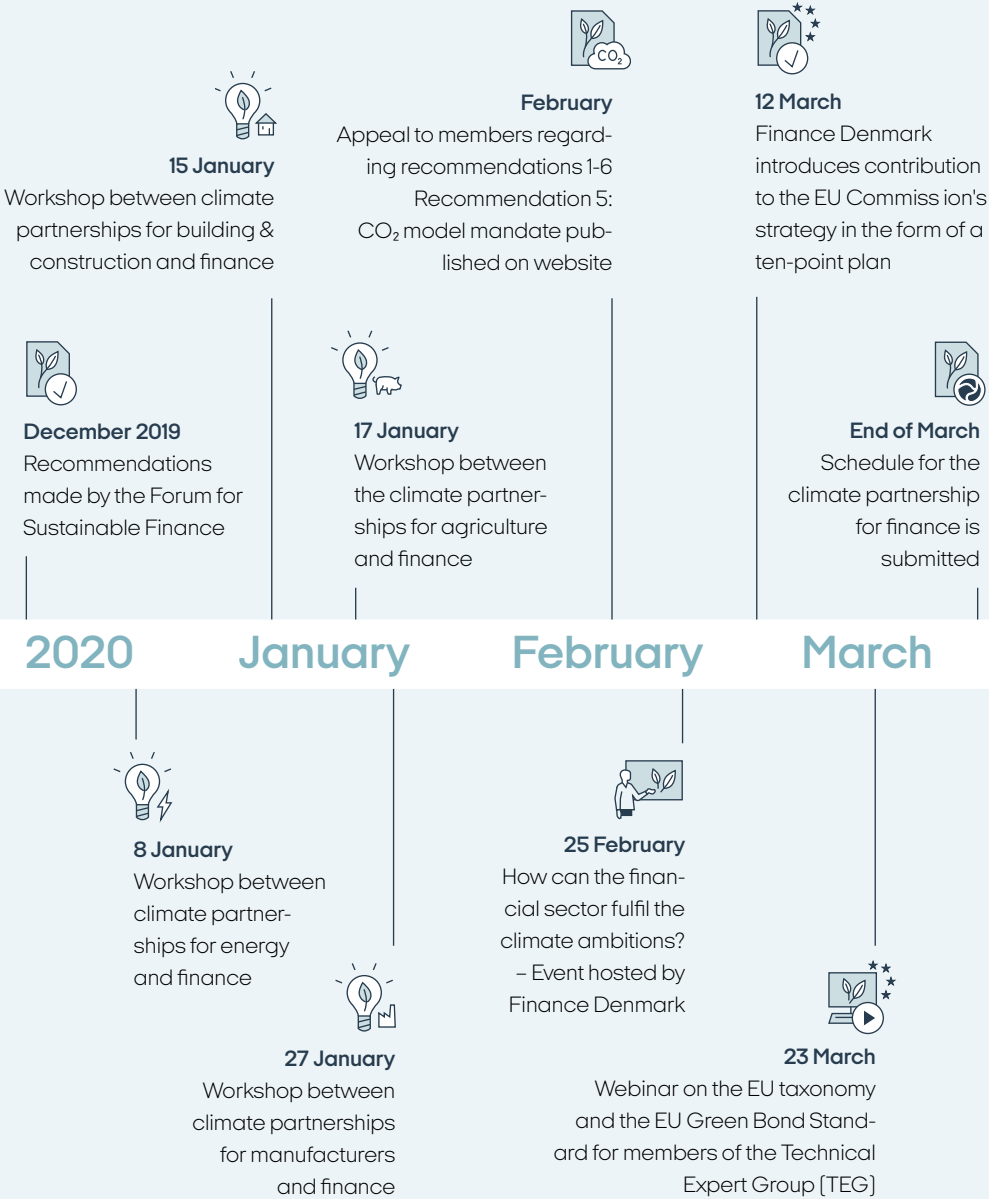 CO₂
15 January
Workshop between climate
partnerships for building &
construction and finance
February
Appeal to members regard-
ing recommendations 1-6
Recommendation 5:
CO₂ model mandate pub-
lished on website
12 March
Finance Denmark
introduces contribution
to the EU Commiss ion's
strategy in the form of a
ten-point plan
December 2019
Recommendations
made by the Forum for
Sustainable Finance
17 January
Workshop between
the climate partner-
ships for agriculture
and finance
End of March
Schedule for the
climate partnership
for finance is
submitted
2020 January February March
8 January
Workshop between
climate partner-
ships for energy
and finance
27 January
Workshop between
climate partnerships
for manufacturers
and finance
25 February
How can the finan-
cial sector fulfil the
climate ambitions?
– Event hosted by
Finance Denmark
23 March
Webinar on the EU taxonomy
and the EU Green Bond Stand-
ard for members of the Technical
Expert Group (TEG)